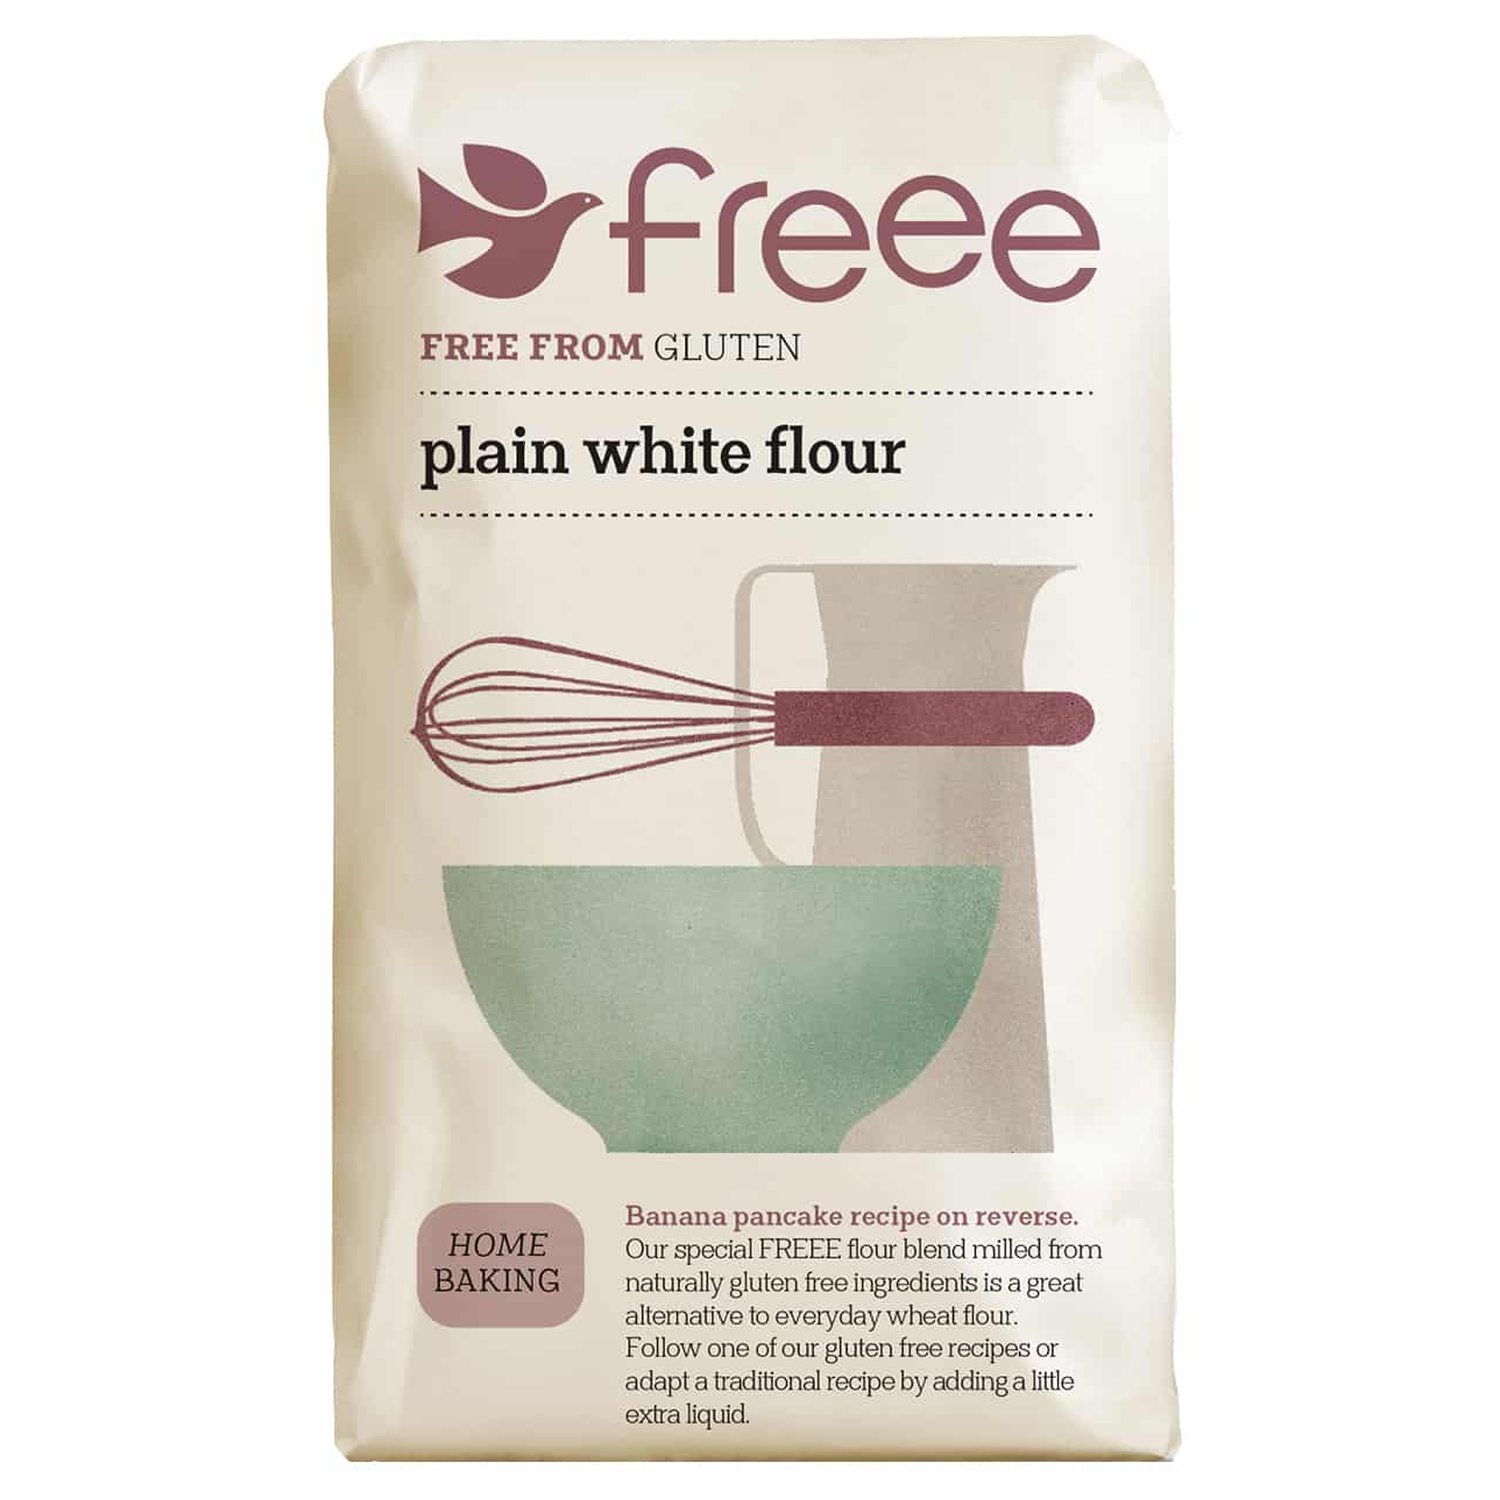 freee
FREE FROM GLUTEN
plain white flour
HOME
BAKING
Banana pancake recipe on reverse.
Our special FREEE flour blend milled from
naturally gluten free ingredients is a great
alternative to everyday wheat flour.
Follow one of our gluten free recipes or
adapt a traditional recipe by adding a little
extra liquid.